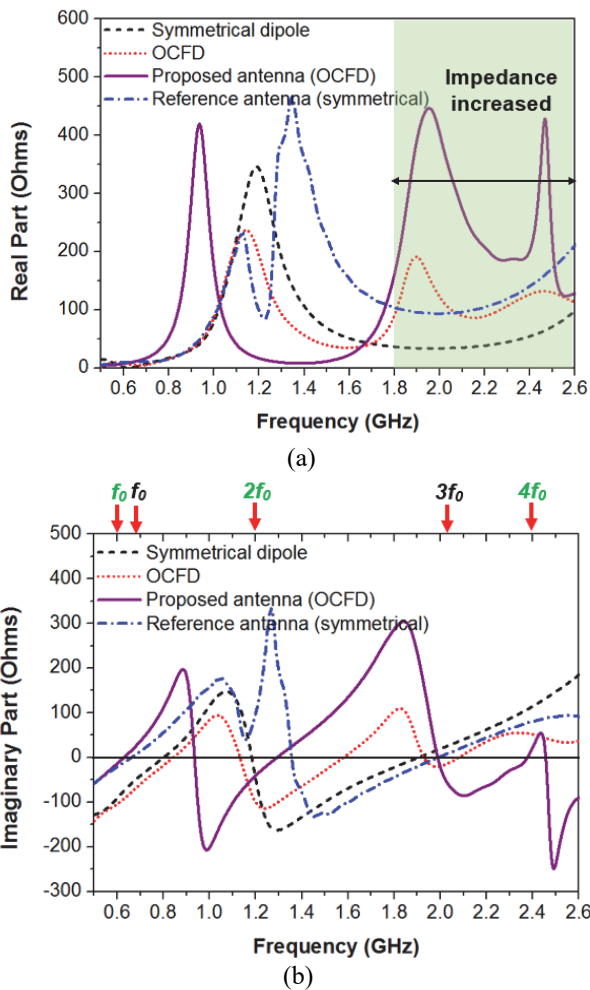 600
500
400
300
200
100
0
Real Part (Ohms)
Symmetrical dipole
OCFD
Proposed antenna (OCFD)
Reference antenna (symmetrical)
Impedance
increased
0.6 0.8 1.0 1.2 1.4 1.6 1.8 2.0 2.2 2.4 2.6
Frequency (GHz)
(a)
f₀ f₀ 2f₀ 3f₀ 4f₀
500
400
300
200
100
0
-100
-200
-300
Imaginary Part (Ohms)
Symmetrical dipole
OCFD
Proposed antenna (OCFD)
Reference antenna (symmetrical)
0.6 0.8 1.0 1.2 1.4 1.6 1.8 2.0 2.2 2.4 2.6
Frequency (GHz)
(b)